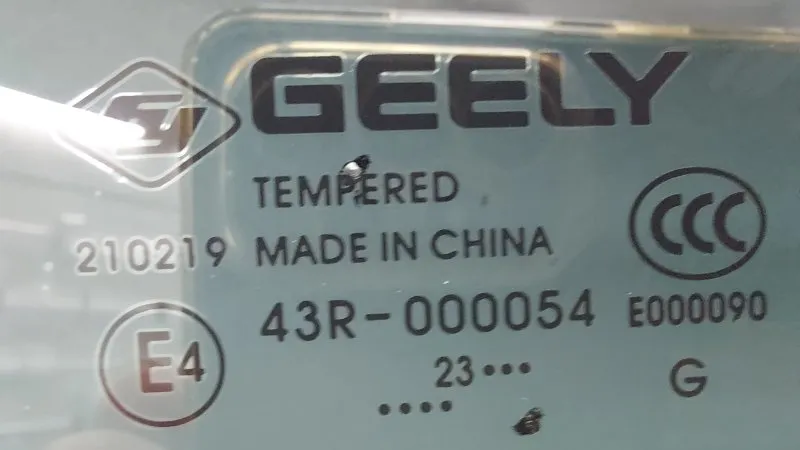 GEELY
TEMPERED
210219 MADE IN CHINA
CCC
E4
43R-000054 E000090
23••• G
••••